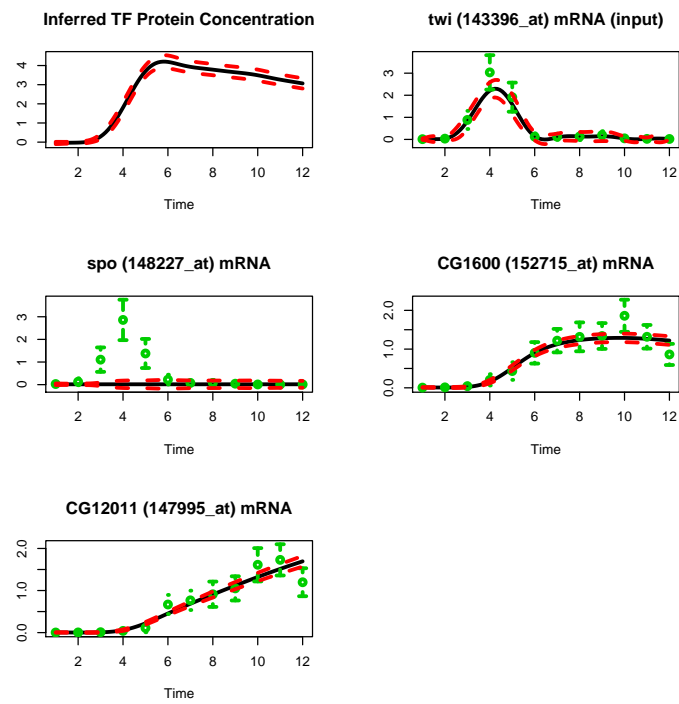 Inferred TF Protein Concentration
0 1 2 3 4
2 4 6 8 10 12
Time
twi (143396_at) mRNA (input)
0 1 2 3
2 4 6 8 10 12
Time
spo (148227_at) mRNA
0 1 2 3
2 4 6 8 10 12
Time
CG1600 (152715_at) mRNA
0.0 1.0 2.0
2 4 6 8 10 12
Time
CG12011 (147995_at) mRNA
0.0 1.0 2.0
2 4 6 8 10 12
Time